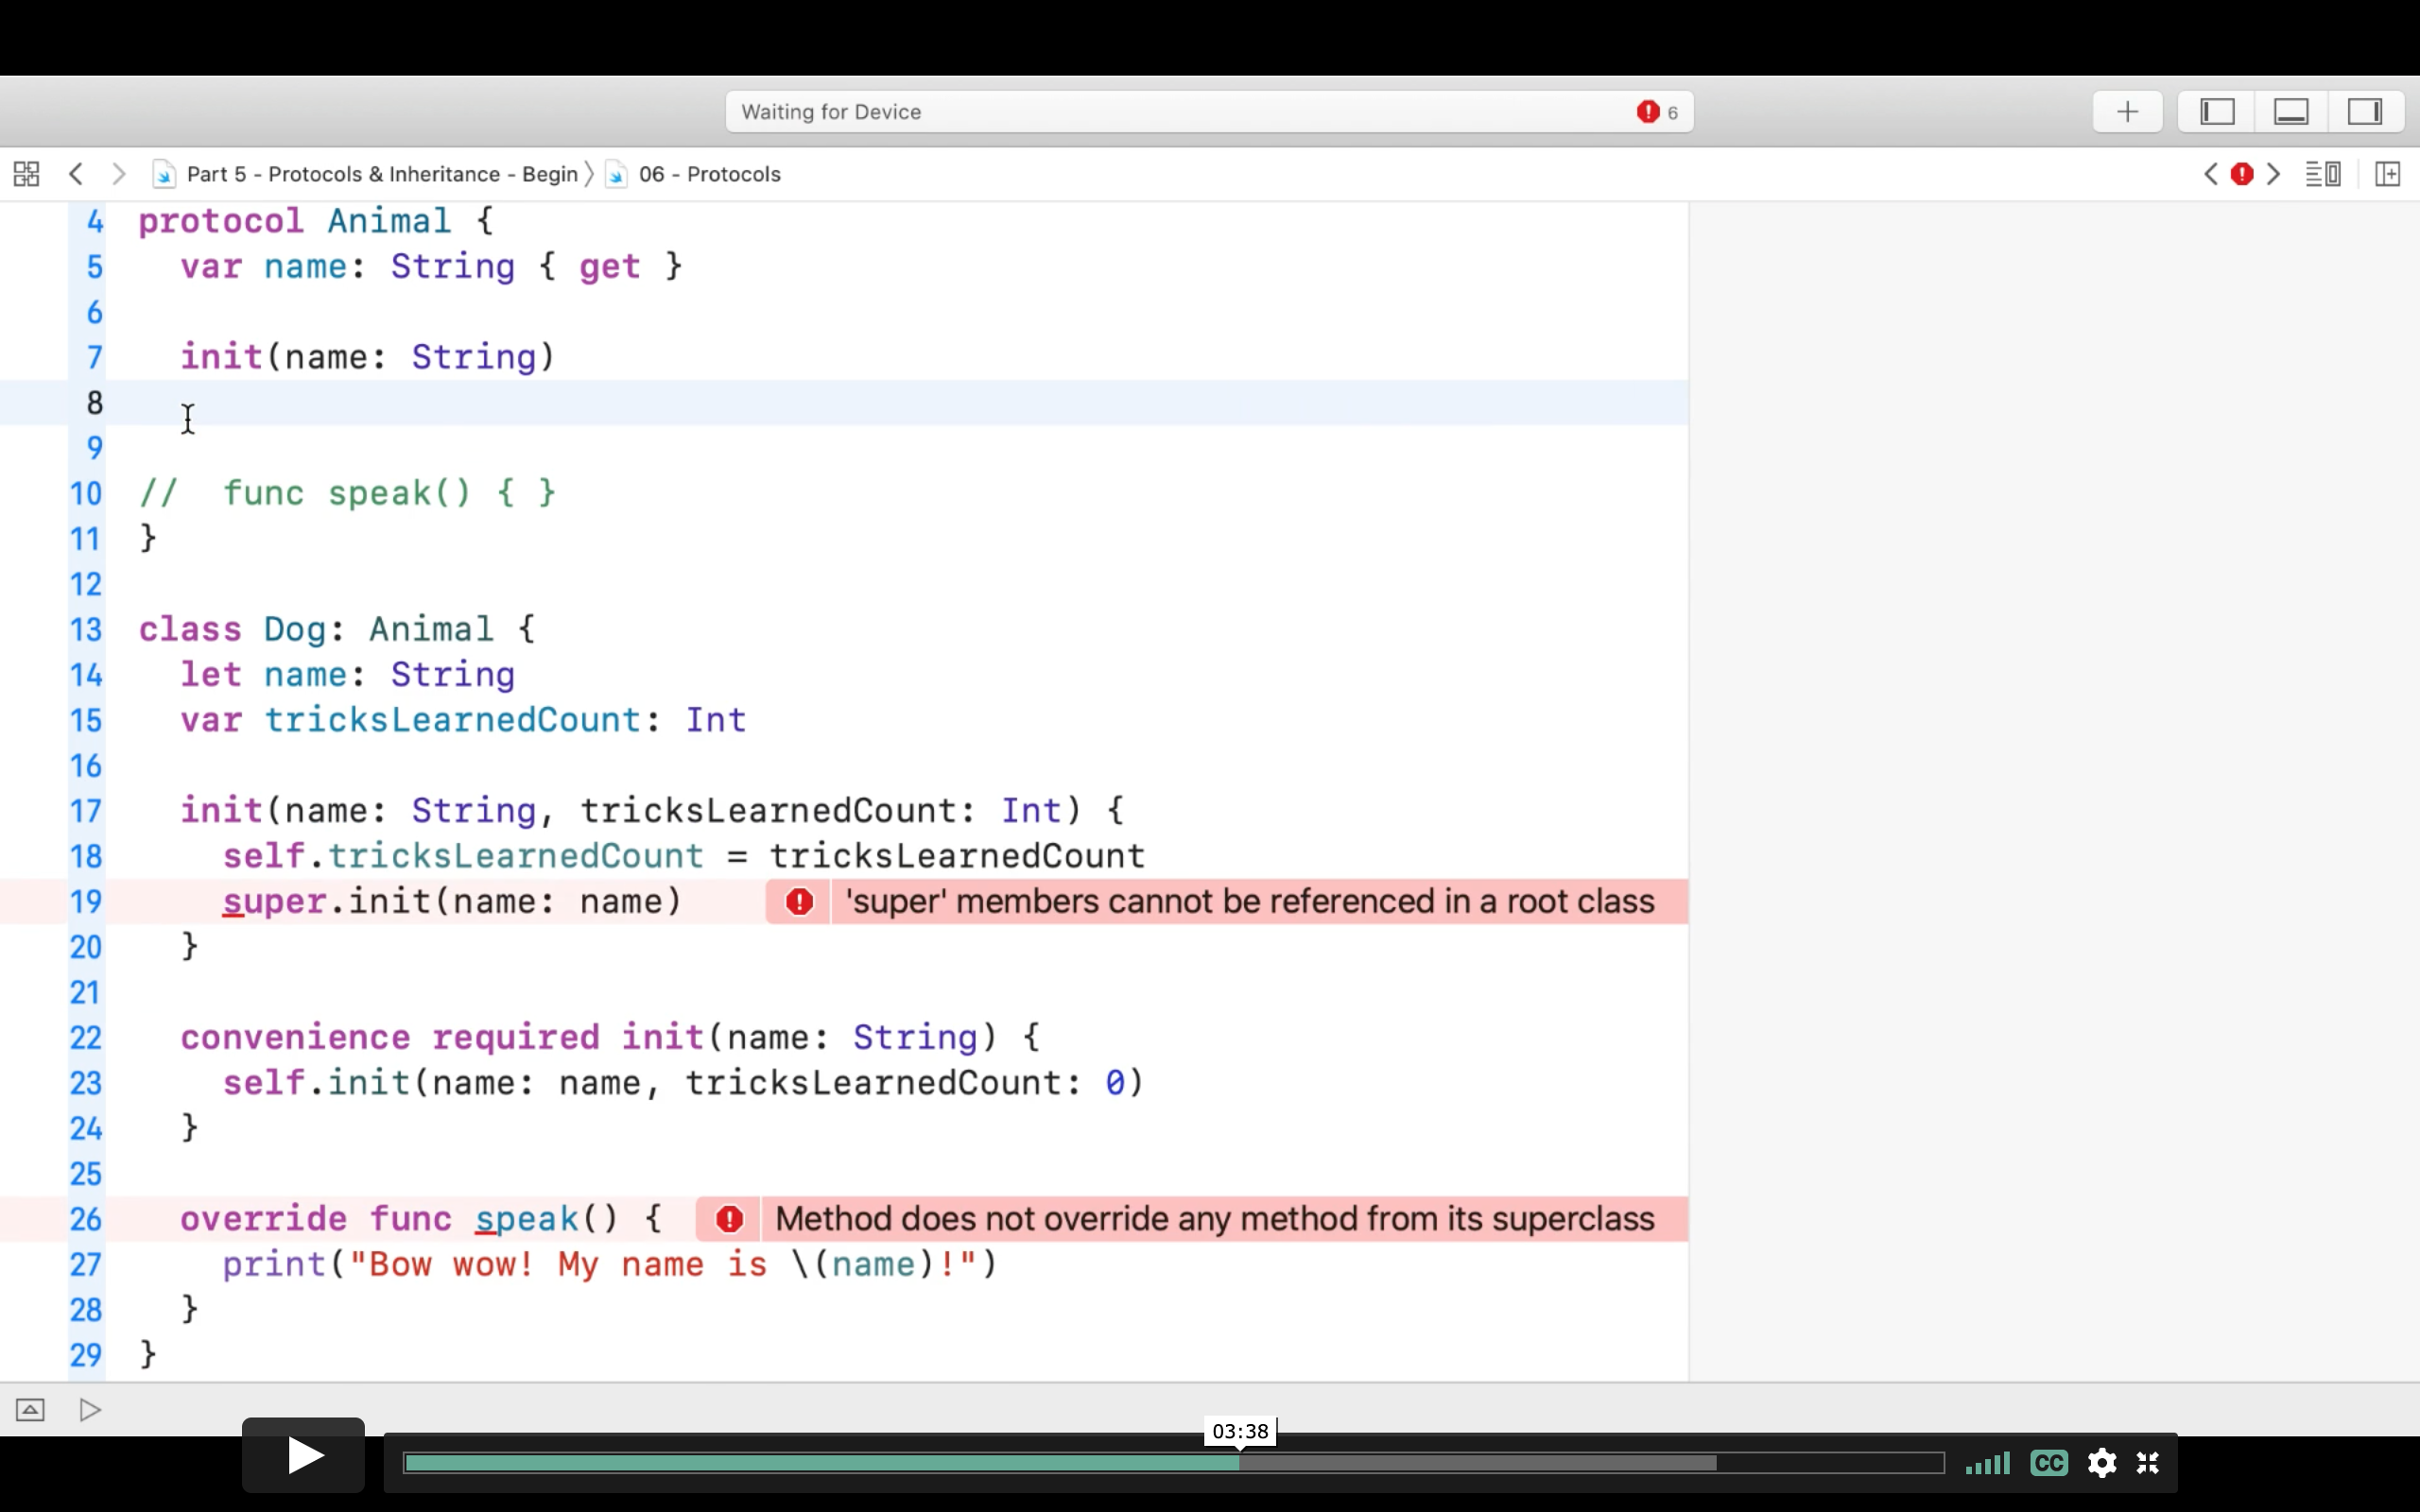 Waiting for Device 6
Part 5 - Protocols & Inheritance - Begin 06 - Protocols
4 protocol Animal {
5 var name: String { get }
6
7 init(name: String)
8
9
10 // func speak() { }
11 }
12
13 class Dog: Animal {
14 let name: String
15 var tricksLearnedCount: Int
16
17 init(name: String, tricksLearnedCount: Int) {
18 self.tricksLearnedCount = tricksLearnedCount
19 super.init(name: name) 'super' members cannot be referenced in a root class
20 }
21
22 convenience required init(name: String) {
23 self.init(name: name, tricksLearnedCount: 0)
24 }
25
26 override func speak() { Method does not override any method from its superclass
27 print("Bow wow! My name is \(name)!")
28 }
29 }
03:38
CC